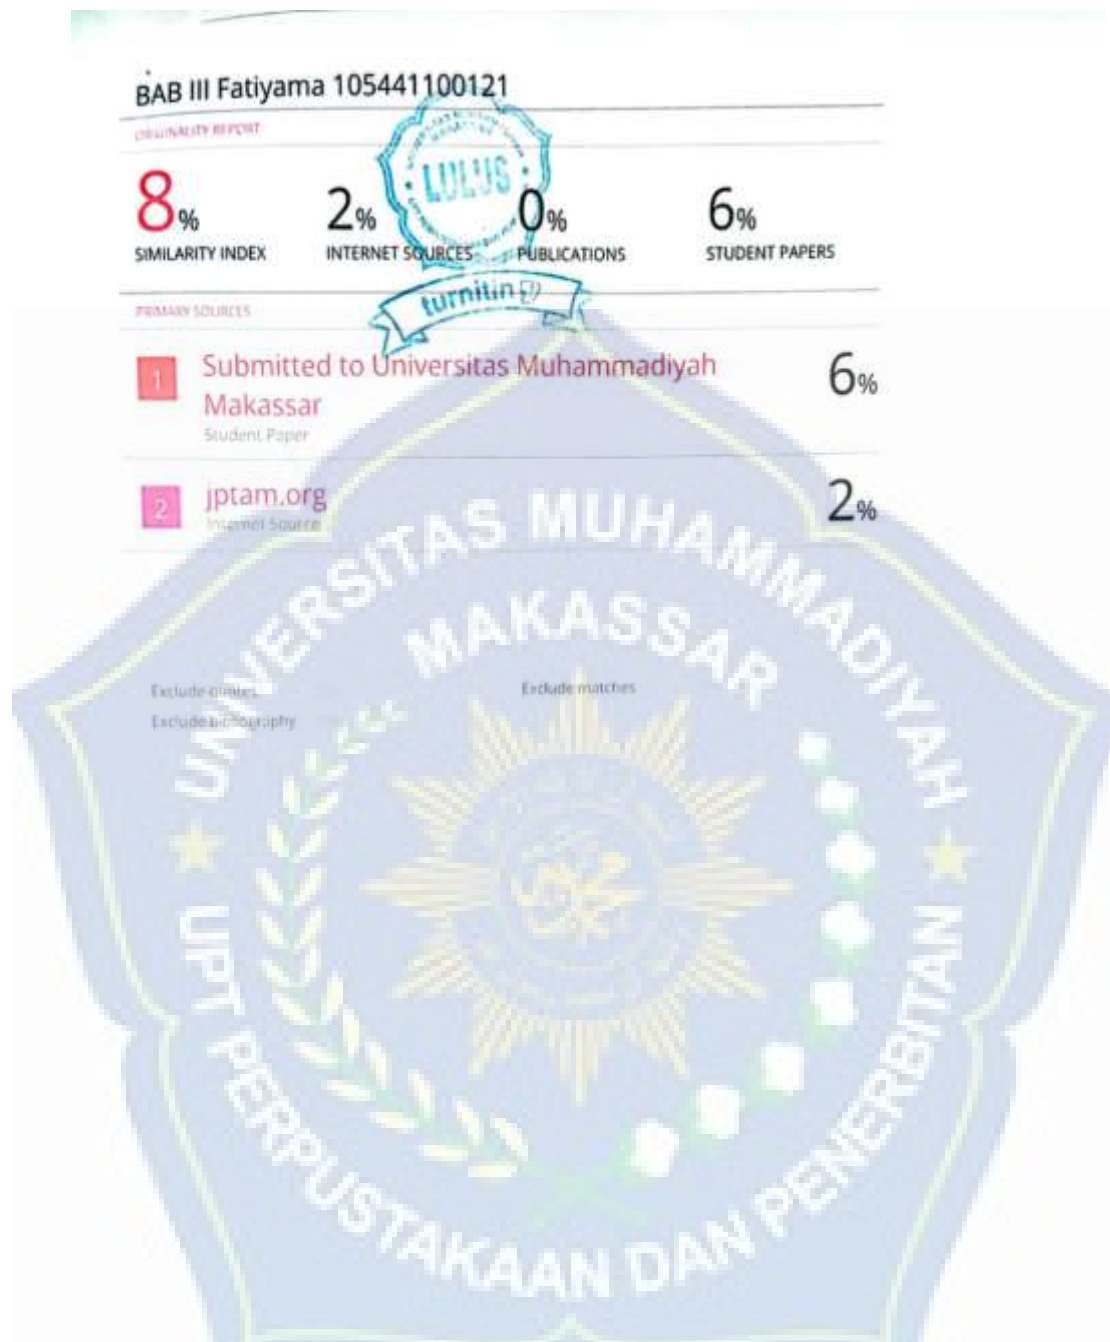 BAB III Fatiyama 105441100121
ORIGINALITY REPORT
8%
SIMILARITY INDEX
2%
INTERNET SOURCES
0%
PUBLICATIONS
6%
STUDENT PAPERS
LULUS
turnitin
PRIMARY SOURCES
1
Submitted to Universitas Muhammadiyah
Makassar
Student Paper
6%
2
jptam.org
Internet Source
2%
Exclude quotes
Exclude matches
Exclude bibliography
UNIVERSITAS MUHAMMADIYAH
MAKASSAR
UPT PERPUSTAKAAN DAN PENERBITAN